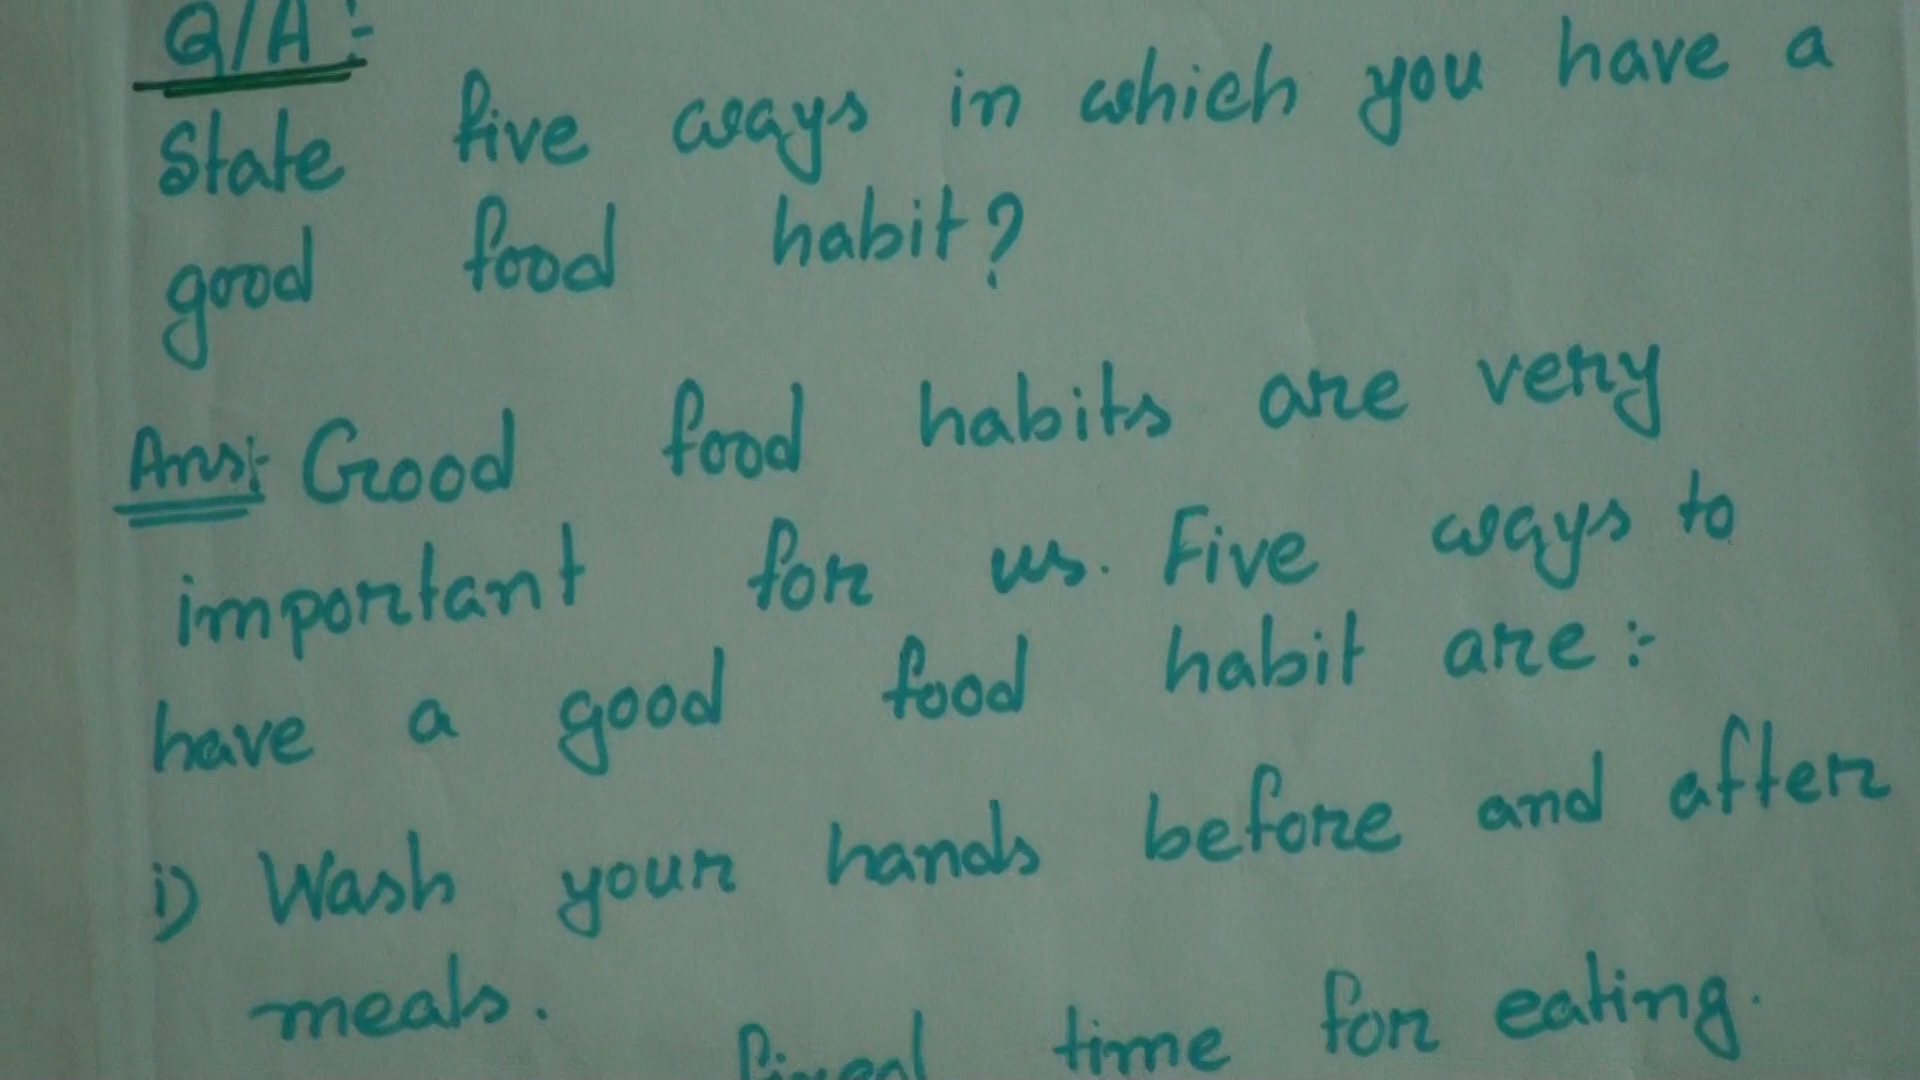 Q/A :-
State five ways in which you have a
good food habit?
Ans:- Good food habits are very
important for us. Five ways to
have a good food habit are :-
i) Wash your hands before and after
meals.
fixed time for eating.